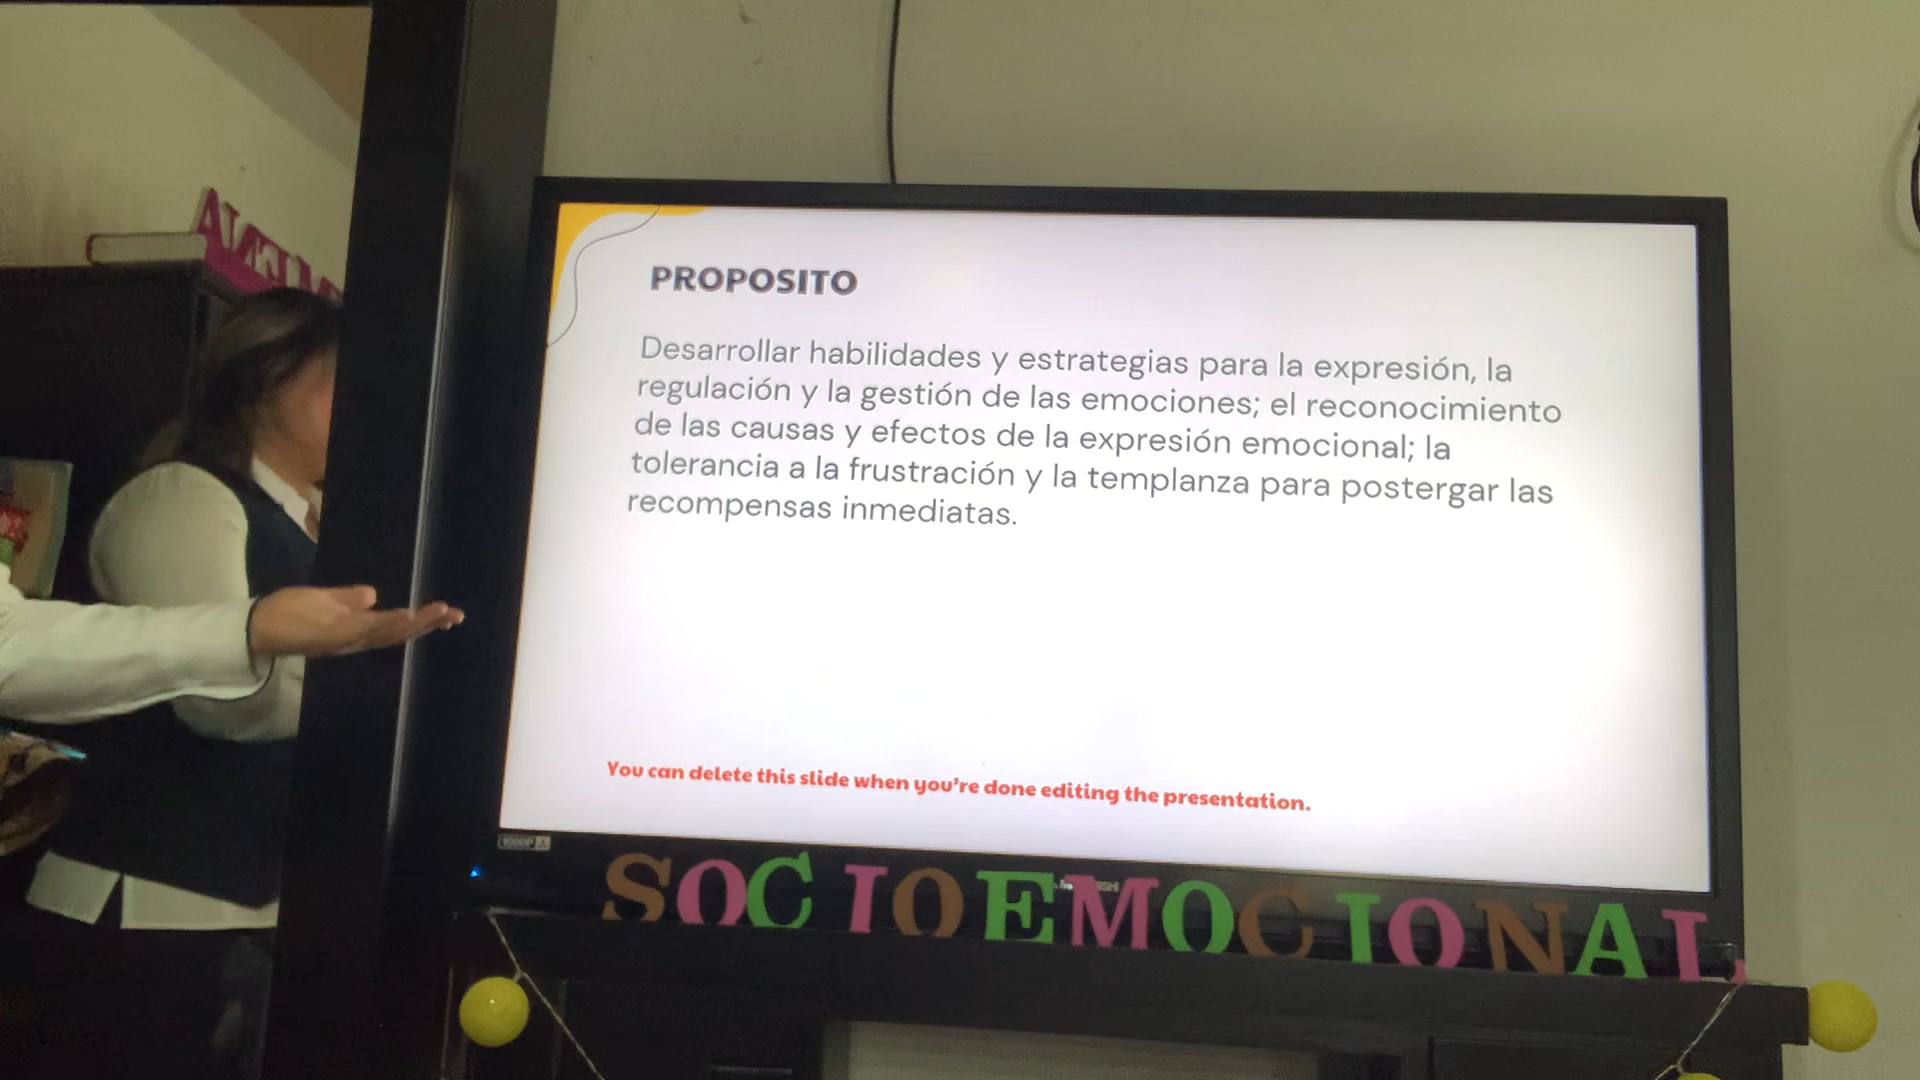 PROPOSITO
Desarrollar habilidades y estrategias para la expresión, la
regulación y la gestión de las emociones; el reconocimiento
de las causas y efectos de la expresión emocional; la
tolerancia a la frustración y la templanza para postergar las
recompensas inmediatas.
You can delete this slide when you're done editing the presentation.
SOCIOEMOCIONAL